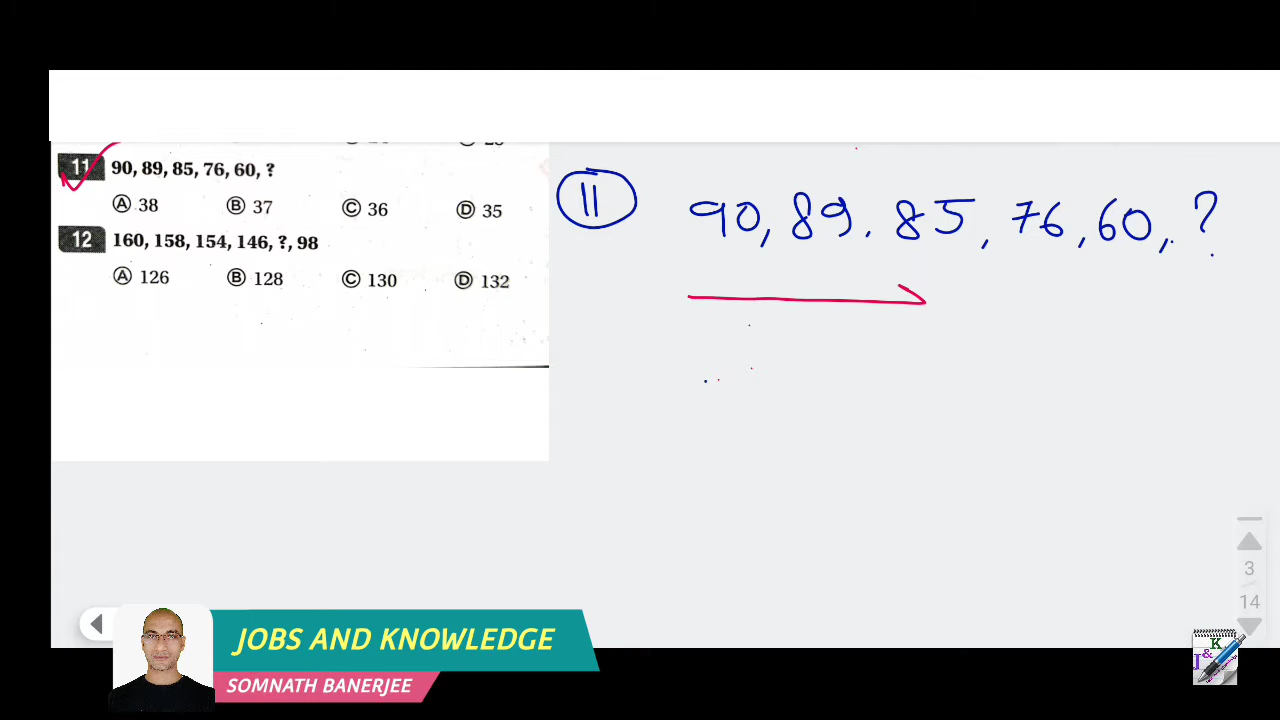 11 90, 89, 85, 76, 60, ?
Ⓐ 38 Ⓑ 37 Ⓒ 36 Ⓓ 35
12 160, 158, 154, 146, ?, 98
Ⓐ 126 Ⓑ 128 Ⓒ 130 Ⓓ 132
11 90, 89. 85, 76, 60, ?
3
14
JOBS AND KNOWLEDGE
SOMNATH BANERJEE
J & K